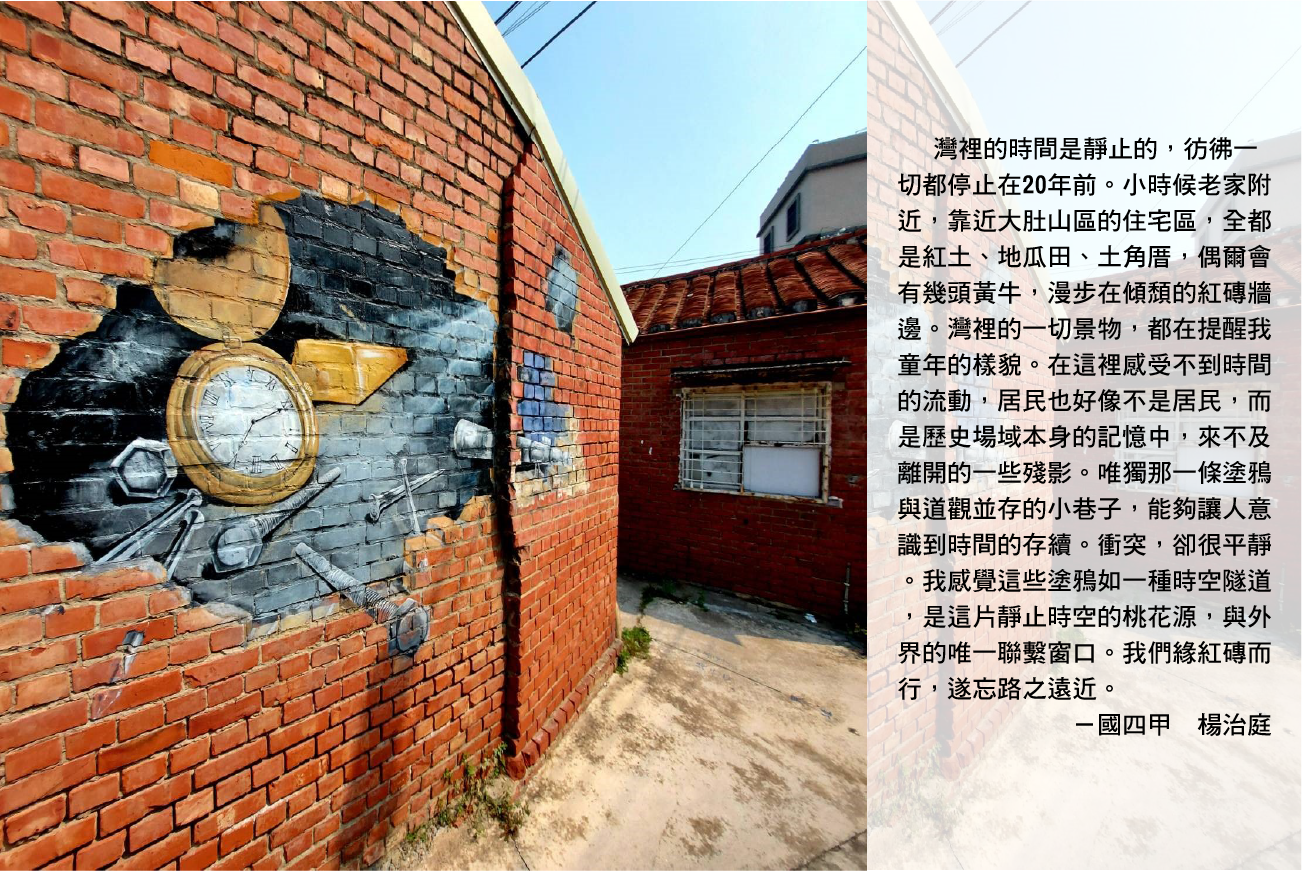 灣裡的時間是靜止的，彷彿一
切都停止在20年前。小時候老家附
近，靠近大肚山區的住宅區，全都
是紅土、地瓜田、土角厝，偶爾會
有幾頭黃牛，漫步在傾頹的紅磚牆
邊。灣裡的一切景物，都在提醒我
童年的樣貌。在這裡感受不到時間
的流動，居民也好像不是居民，而
是歷史場域本身的記憶中，來不及
離開的一些殘影。唯獨那一條塗鴉
與道觀並存的小巷子，能夠讓人意
識到時間的存續。衝突，卻很平靜
。我感覺這些塗鴉如一種時空隧道
，是這片靜止時空的桃花源，與外
界的唯一聯繫窗口。我們緣紅磚而
行，遂忘路之遠近。
－國四甲　楊治庭